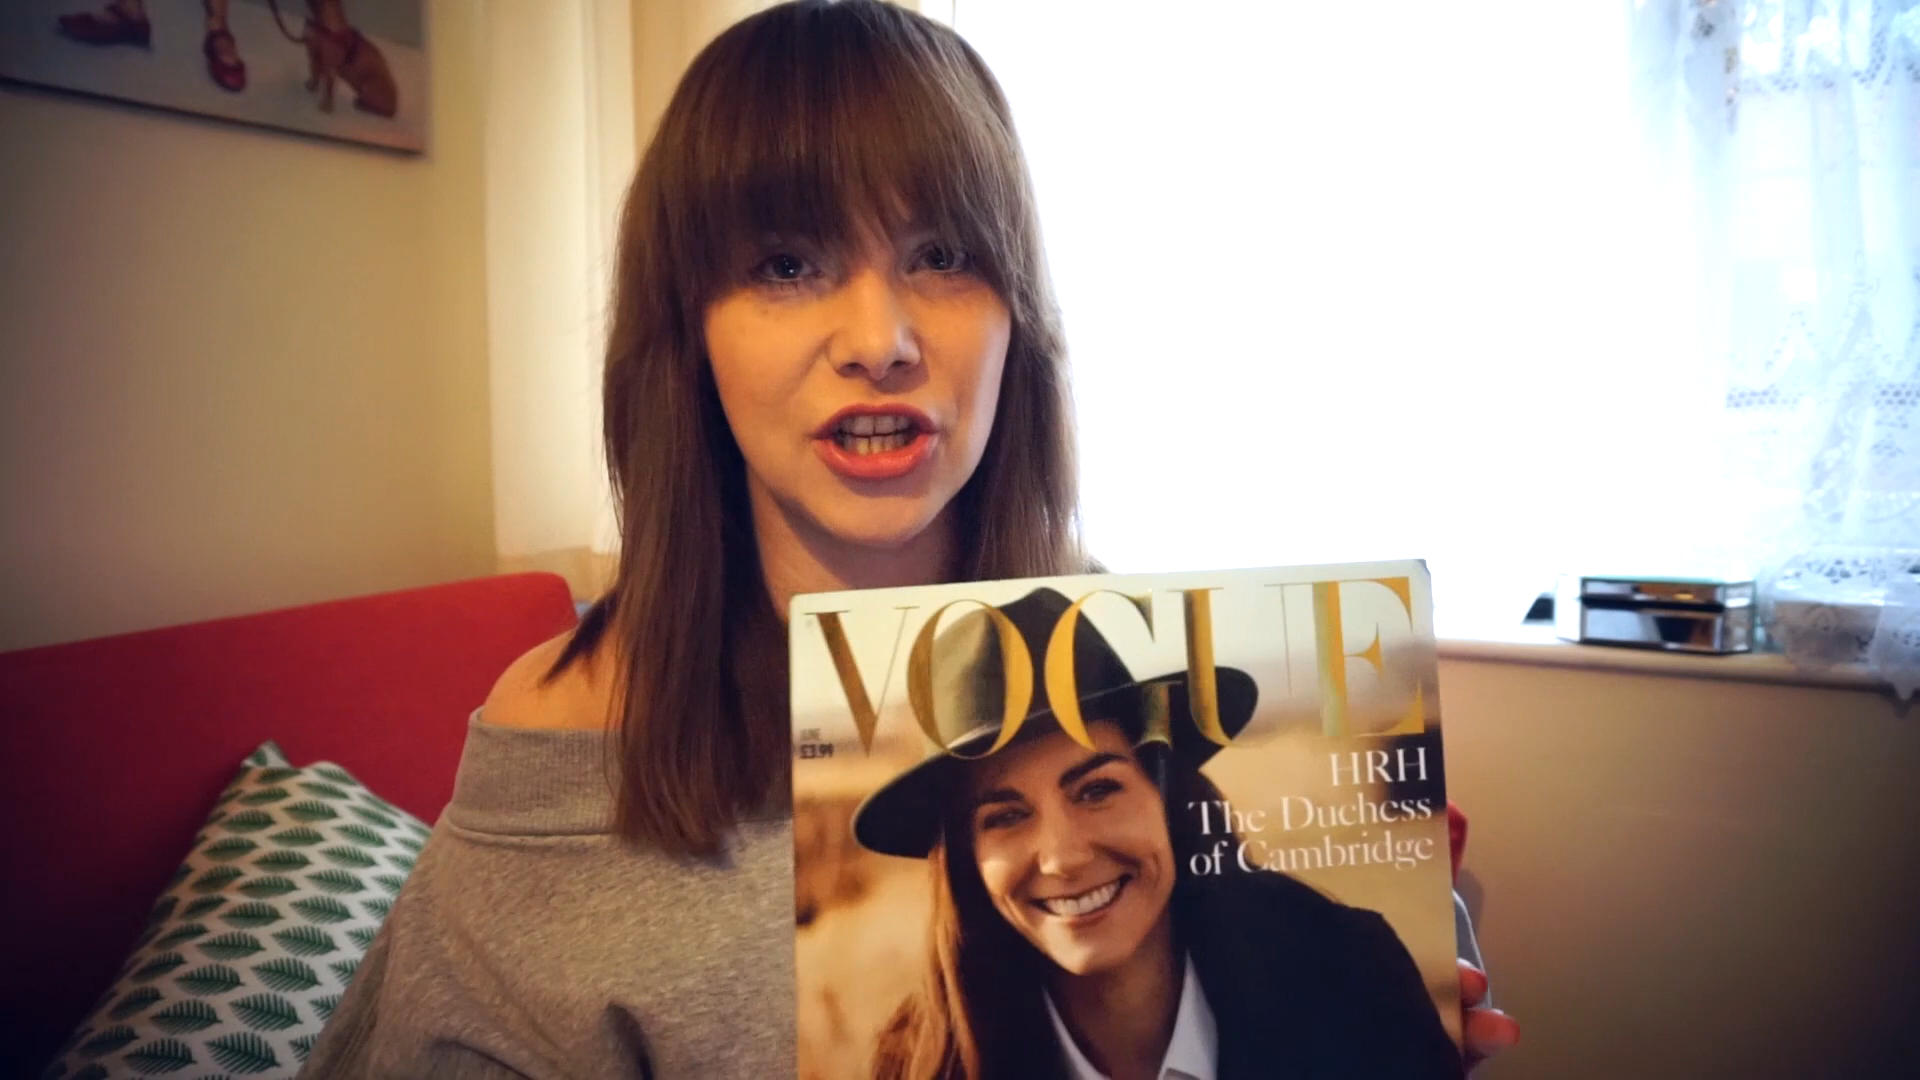 VOGUE
JUNE
£3.99
HRH
The Duchess
of Cambridge